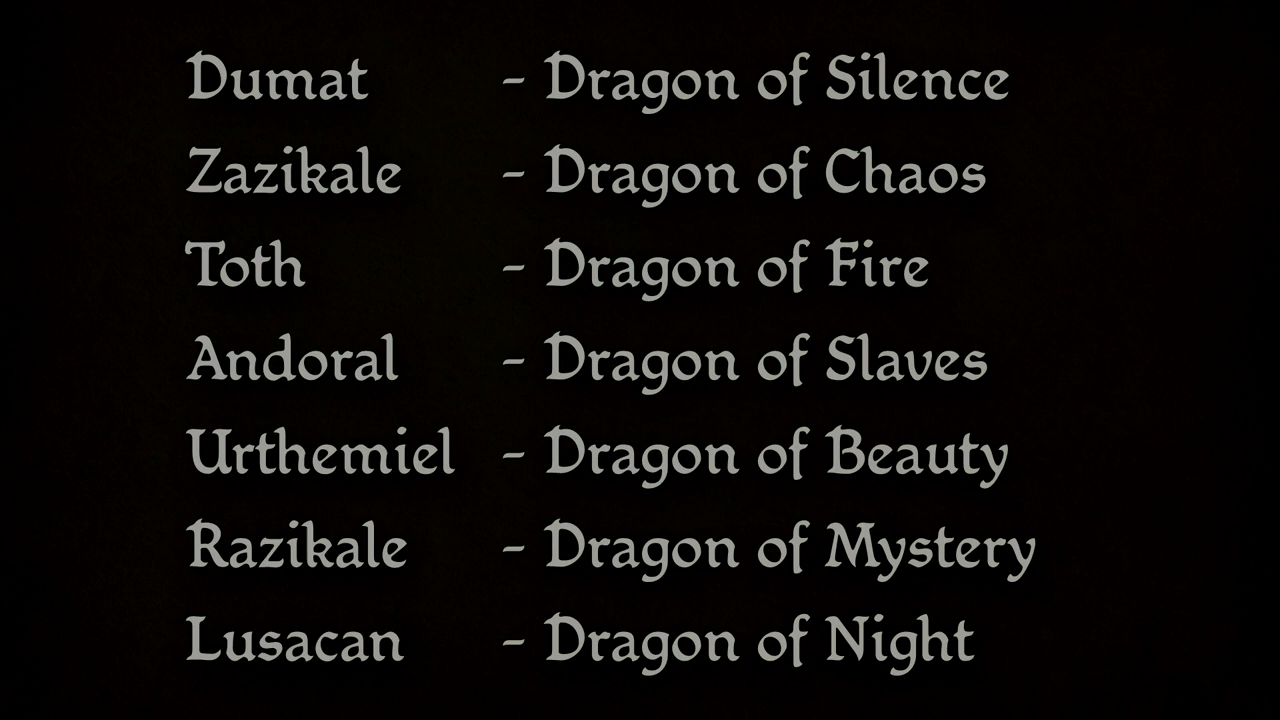 Dumat - Dragon of Silence
Zazikale - Dragon of Chaos
Toth - Dragon of Fire
Andoral - Dragon of Slaves
Urthemiel - Dragon of Beauty
Razikale - Dragon of Mystery
Lusacan - Dragon of Night